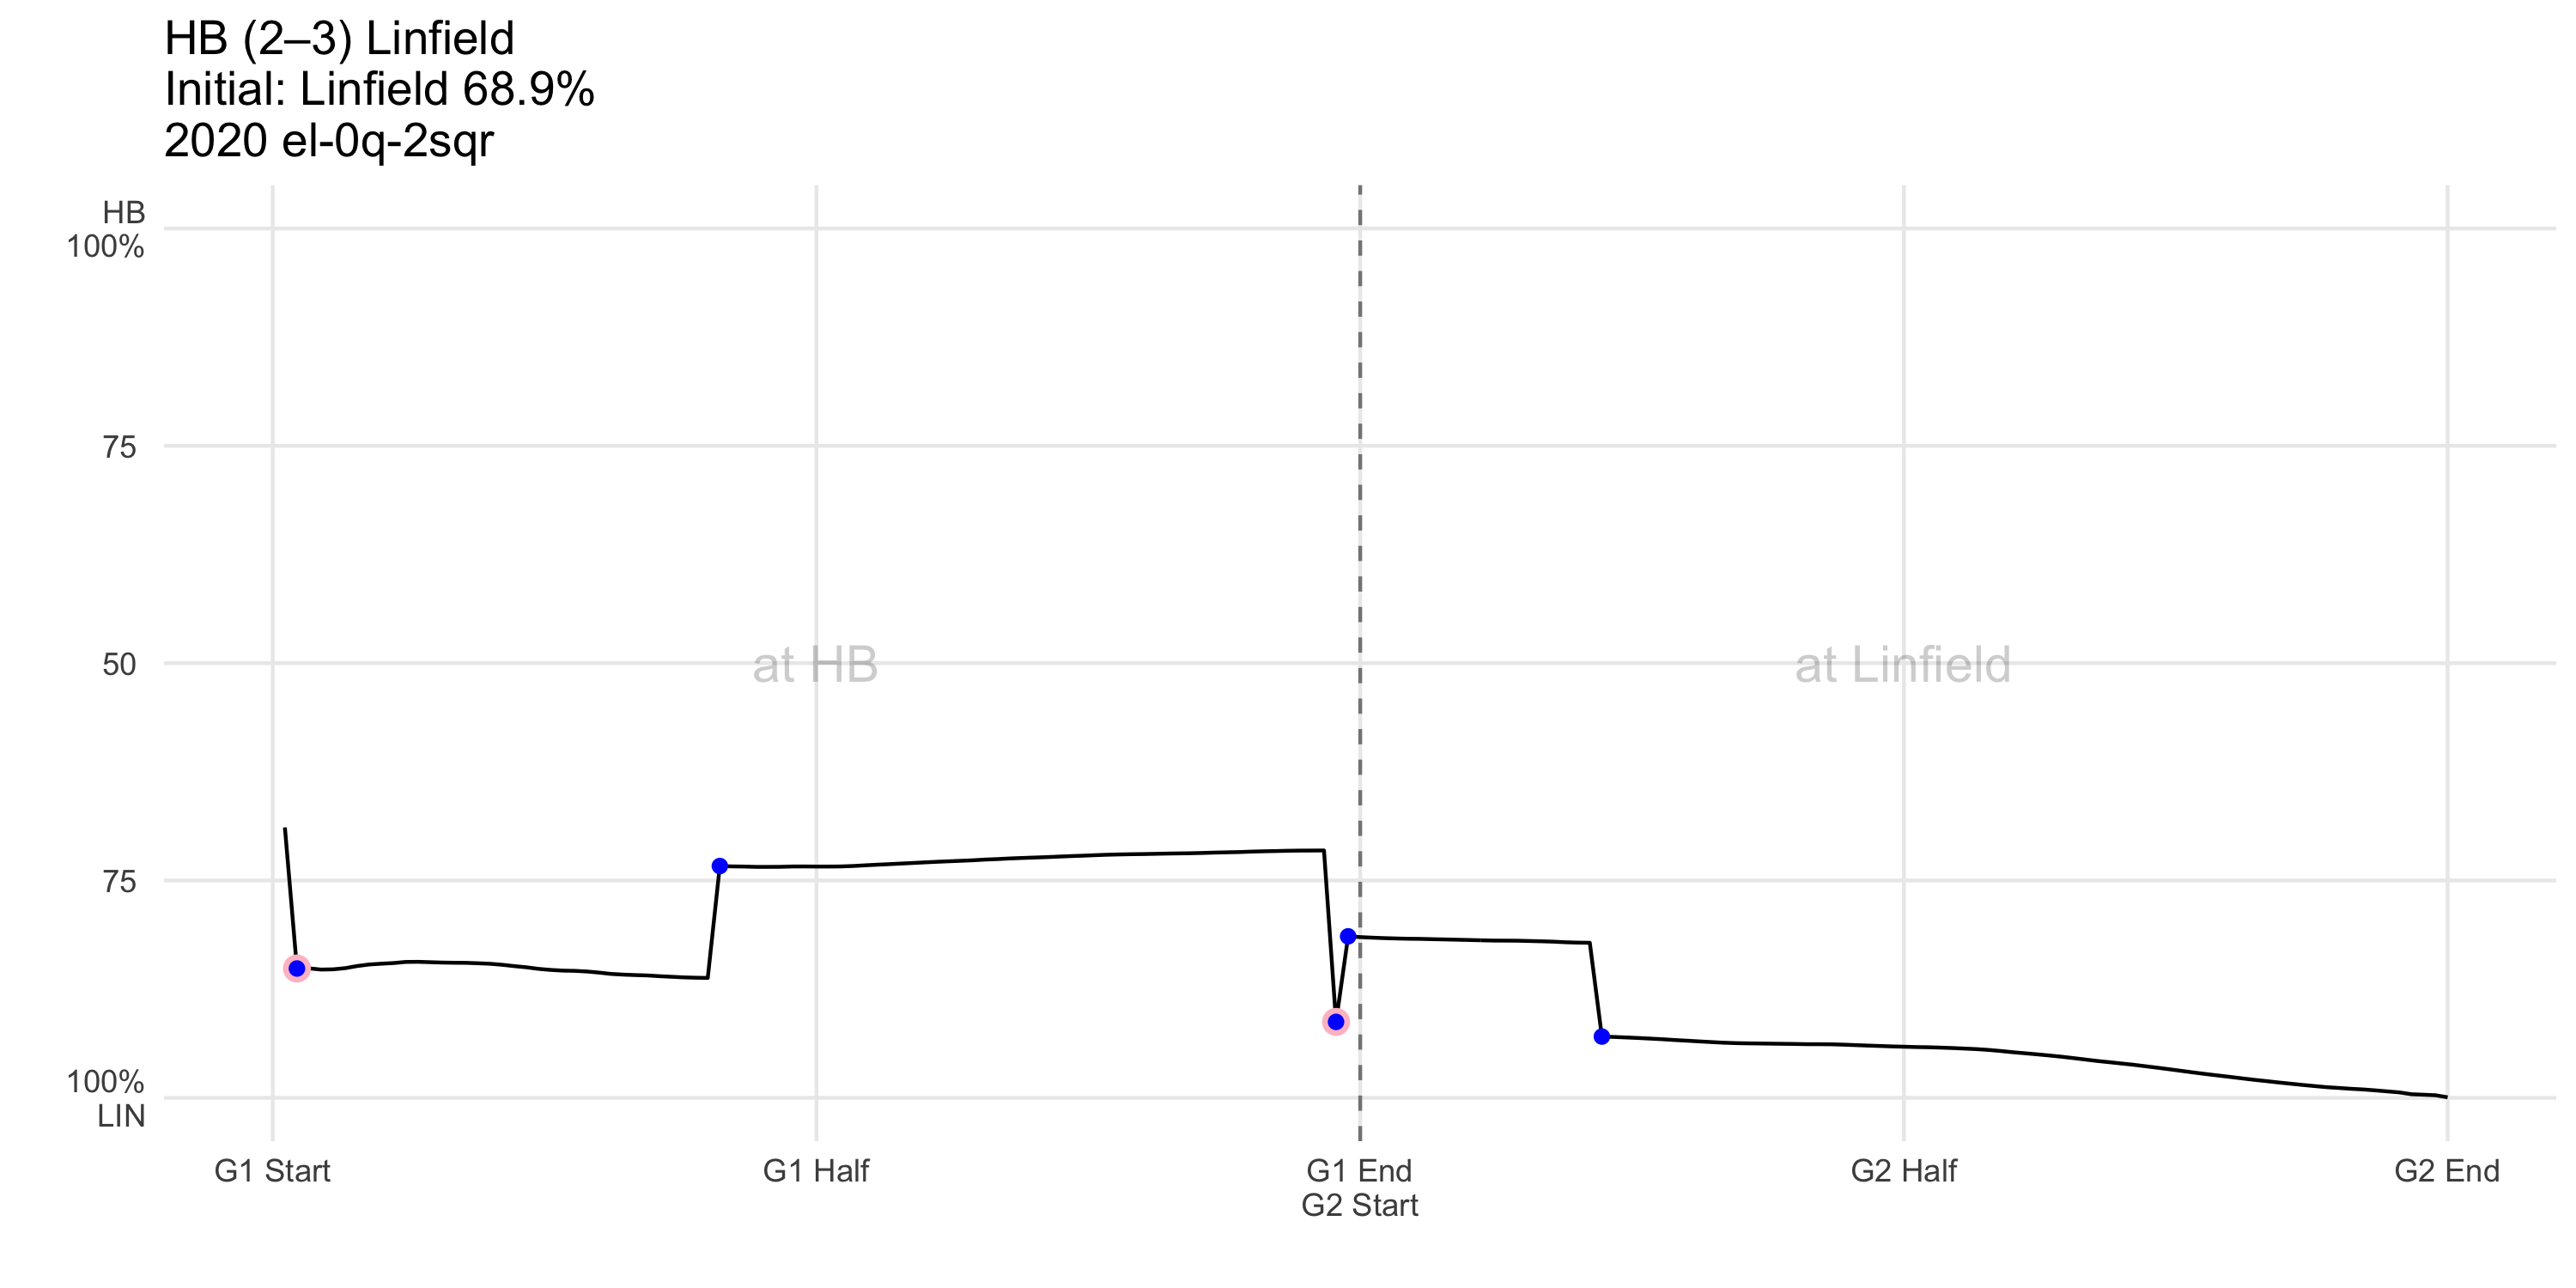 HB (2–3) Linfield
Initial: Linfield 68.9%
2020 el-0q-2sqr
HB
100%
75
50
75
100%
LIN
at HB
at Linfield
G1 Start
G1 Half
G1 End
G2 Start
G2 Half
G2 End